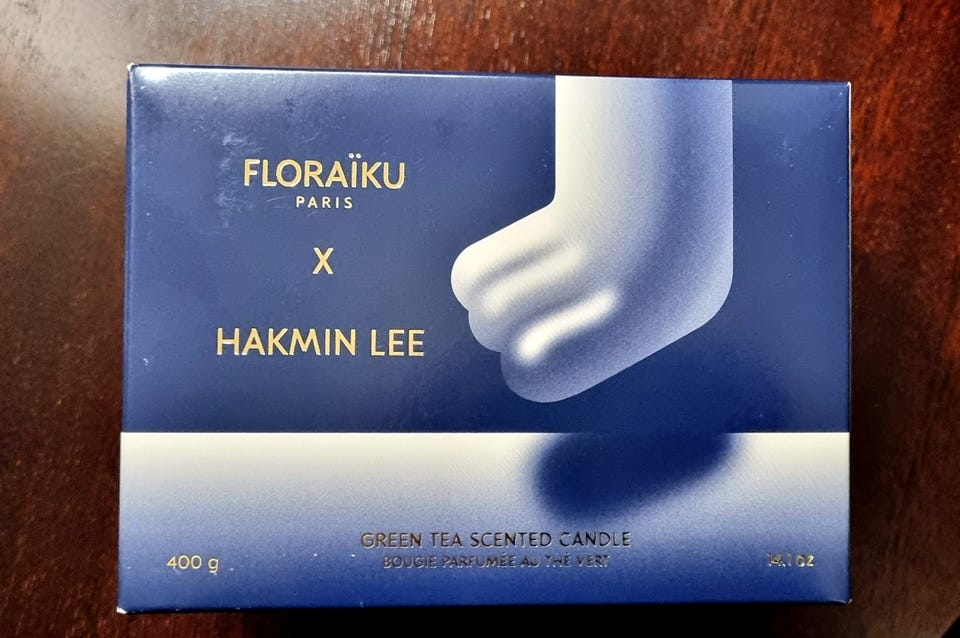 FLORAÏKU
PARIS
X
HAKMIN LEE
GREEN TEA SCENTED CANDLE
BOUGIE PARFUMÉE AU THÉ VERT
400 g
14.1 oz